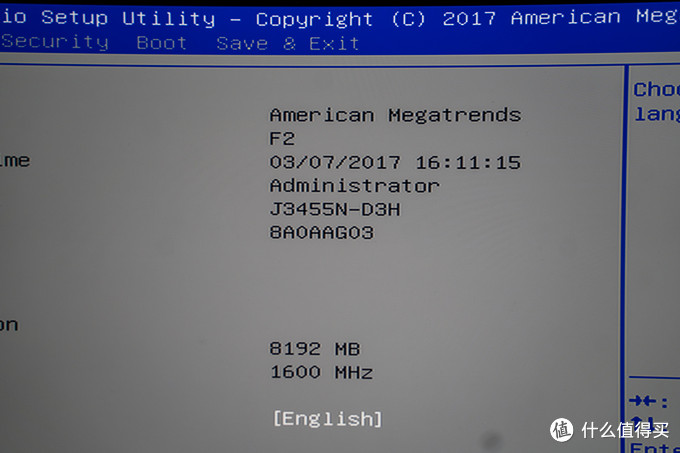 io Setup Utility – Copyright (C) 2017 American Meg
Security Boot Save & Exit
Choo
American Megatrends
lang
F2
ime 03/07/2017 16:11:15
Administrator
J3455N-D3H
8A0AAG03
on
8192 MB
1600 MHz
→←:
[English]
↑↓:
Ente
值 什么值得买